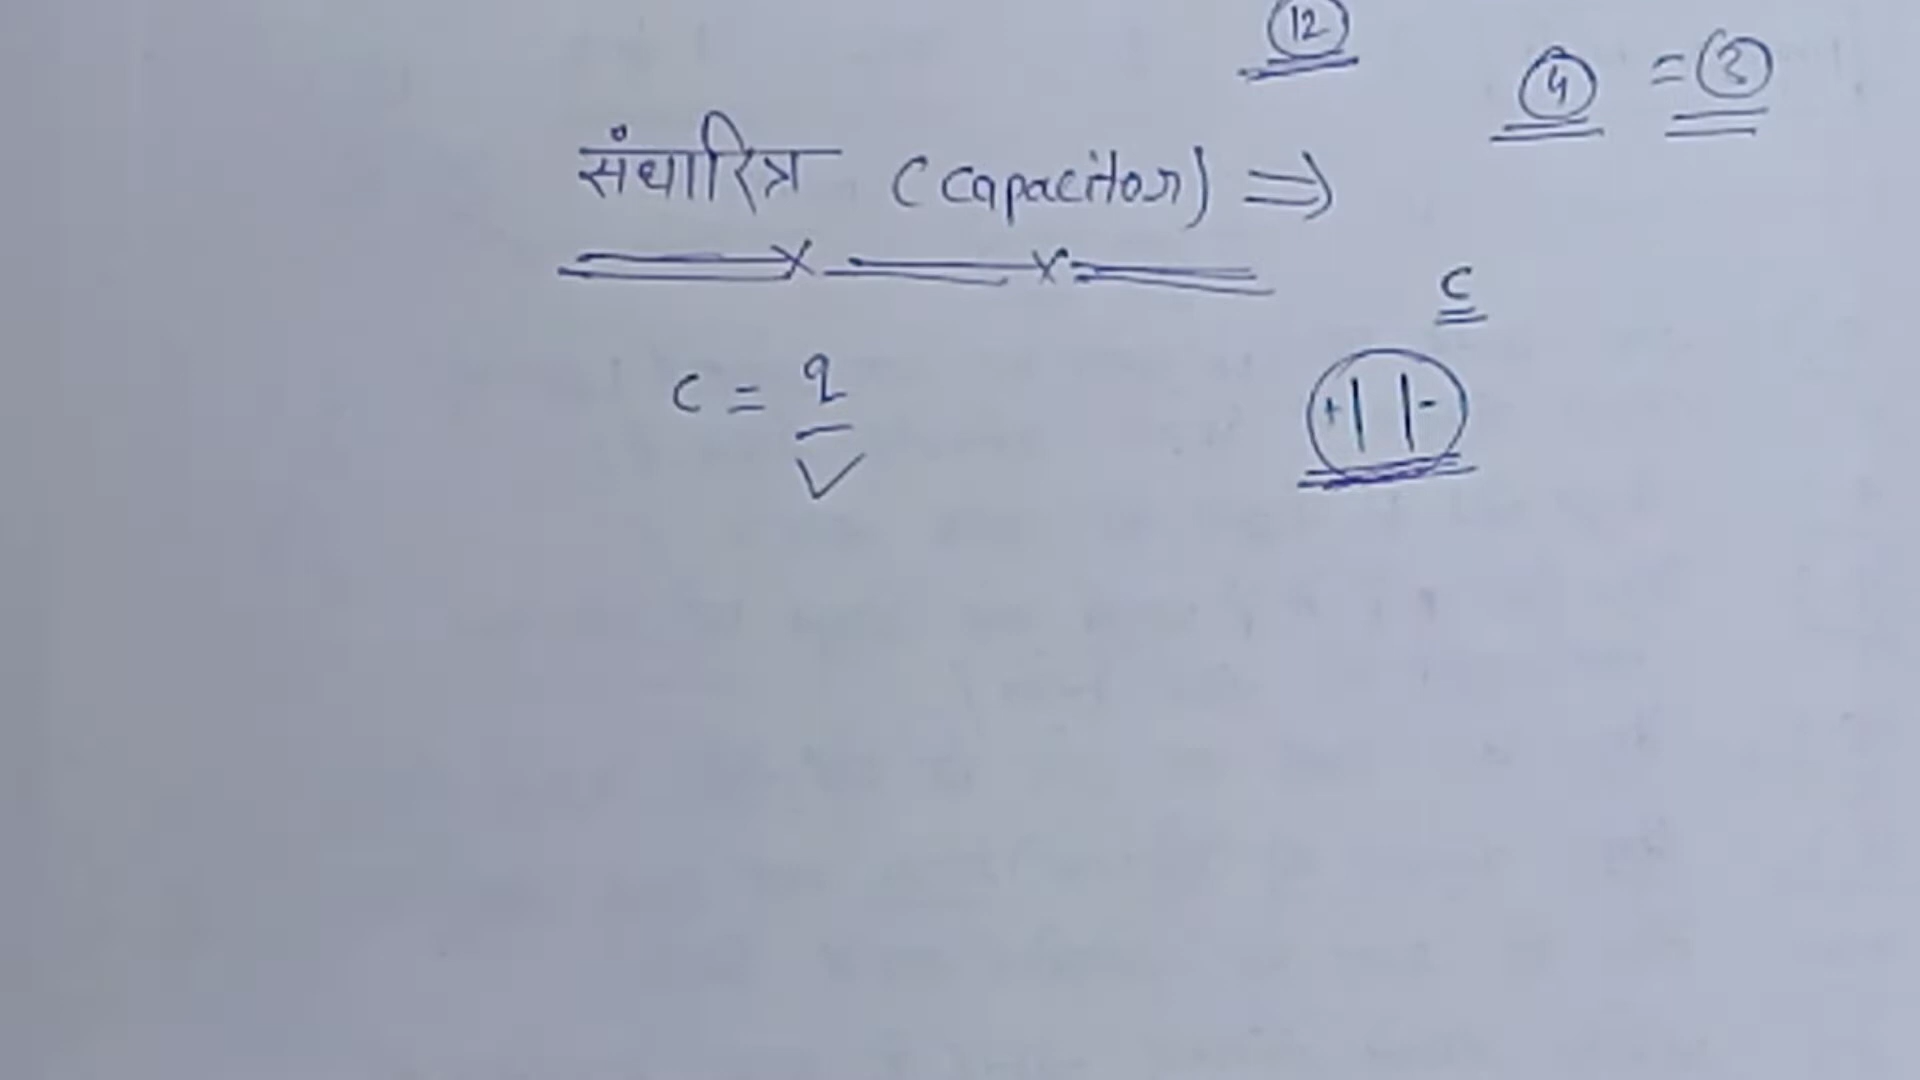 12
4 = 3
संधारित्र (Capacitor) ⇒
C
C = q
—
V
+| |-